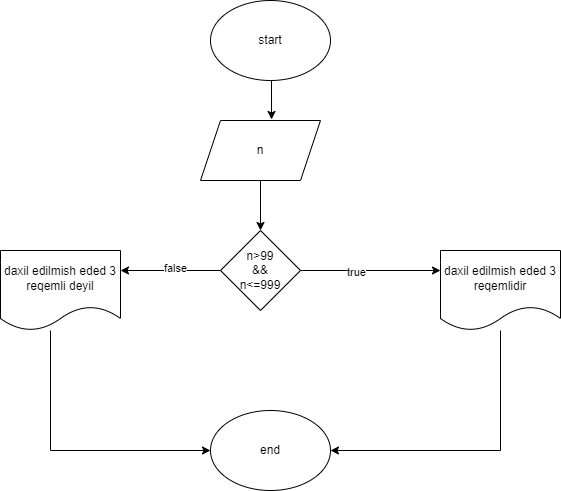 start
n
n>99
&&
n<=999
false
true
daxil edilmish eded 3
reqemli deyil
daxil edilmish eded 3
reqemlidir
end